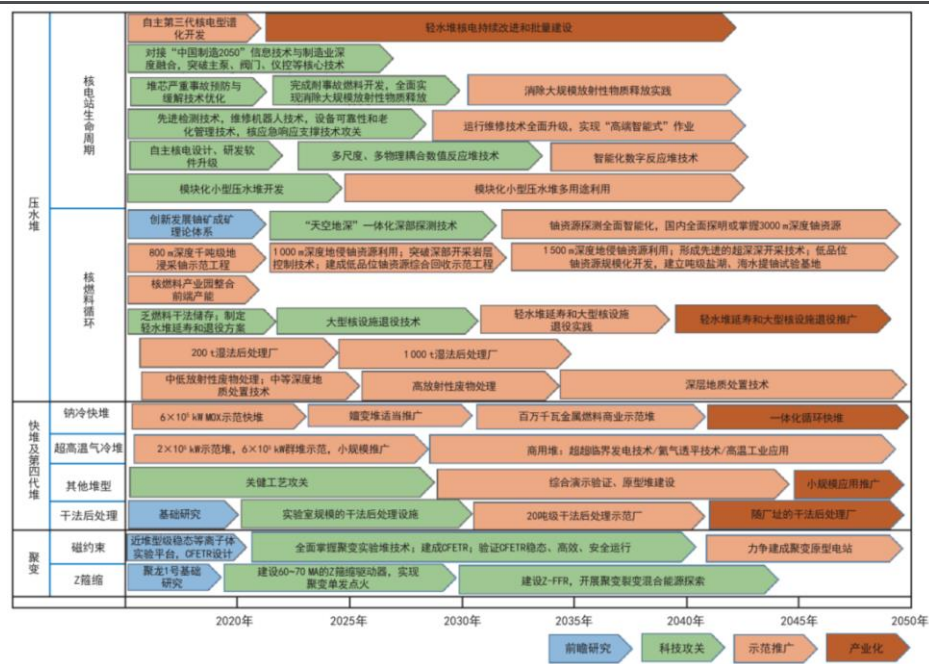 自主第三代核电型谱
化开发
轻水堆核电持续改进和批量建设
对接“中国制造2050”信息技术与制造业深
度融合，突破主泵、阀门、仪控等核心技术
堆芯严重事故预防与
缓解技术优化
完成耐事故燃料开发，全面实
现消除大规模放射性物质释放
消除大规模放射性物质释放实践
先进检测技术，维修机器人技术，设备可靠性和老
化管理技术，核应急响应支撑技术攻关
运行维修技术全面升级，实现“高端智能式”作业
自主核电设计、研发软
件升级
多尺度、多物理耦合数值反应堆技术
智能化数字反应堆技术
模块化小型压水堆开发
模块化小型压水堆多用途利用
核电站生命周期
压水堆
创新发展铀矿成矿
理论体系
“天空地深”一体化深部探测技术
铀资源探测全面智能化，国内全面探明或掌握3000 m深度铀资源
800 m深度千吨级地
浸采铀示范工程
1 000 m深度地侵铀资源利用；突破深部开采岩层
控制技术；建成低品位铀资源综合回收示范工程
1 500 m深度地侵铀资源利用；形成先进的超深深开采技术；低品位
铀资源规模化开发，建立吨级盐湖、海水提铀试验基地
核燃料产业园整合
前端产能
乏燃料干法储存；制定
轻水堆延寿和退役方案
大型核设施退役技术
轻水堆延寿和大型核设施
退役实践
轻水堆延寿和大型核设施退役推广
200 t湿法后处理厂
1 000 t湿法后处理厂
中低放射性废物处理；中等深度地
质处置技术
高放射性废物处理
深层地质处置技术
核燃料循环
快堆及第四代堆
钠冷快堆
6×10⁵ kW MOX示范快堆
嬗变堆适当推广
百万千瓦金属燃料商业示范堆
一体化循环快堆
超高温气冷堆
2×10⁵ kW示范堆，6×10⁵ kW群堆示范，小规模推广
商用堆：超超临界发电技术/氦气透平技术/高温工业应用
其他堆型
关健工艺攻关
综合演示验证、原型堆建设
小规模应用推广
干法后处理
基础研究
实验室规模的干法后处理设施
20吨级干法后处理示范厂
随厂址的干法后处理厂
聚变
磁约束
近堆型级稳态等离子体
实验平台，CFETR设计
全面掌握聚变实验堆技术；建成CFETR；验证CFETR稳态、高效、安全运行
力争建成聚变原型电站
Z箍缩
聚龙1号基础
研究
建设60~70 MA的Z箍缩驱动器，实现
聚变单发点火
建设Z-FFR，开展聚变裂变混合能源探索
2020年
2025年
2030年
2035年
2040年
2045年
2050年
前瞻研究
科技攻关
示范推广
产业化